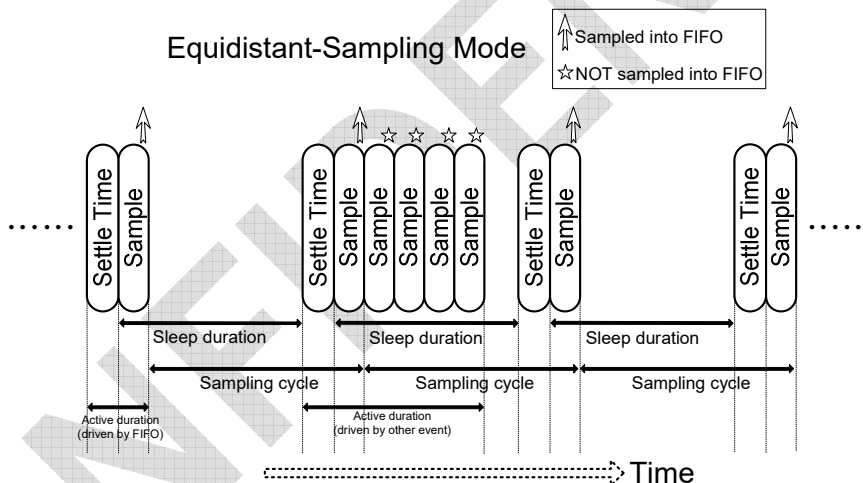 Equidistant-Sampling Mode
Sampled into FIFO
NOT sampled into FIFO
Settle Time
Sample
Settle Time
Sample
Sample
Sample
Sample
Sample
Settle Time
Sample
Settle Time
Sample
Sleep duration
Sleep duration
Sleep duration
Sampling cycle
Sampling cycle
Sampling cycle
Active duration
(driven by FIFO)
Active duration
(driven by other event)
Time